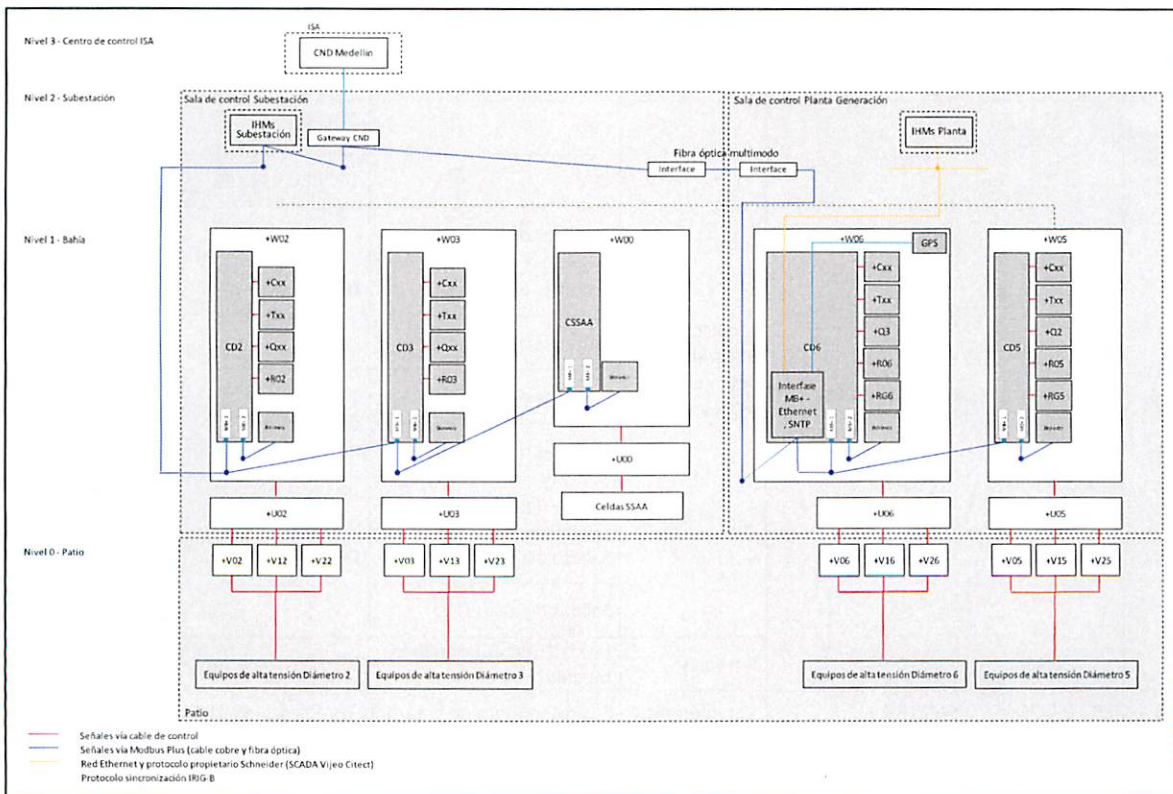 ISA
Nivel 3 - Centro de control ISA
CND Medellin
Nivel 2 - Subestación
Sala de control Subestación
Sala de control Planta Generación
IHMs Subestación
Gateway CND
IHMs Planta
Fibra óptica multimodo
Interface
Interface
Nivel 1 - Bahía
+W02
+W03
+W00
+W06
GPS
+W05
CD2
+Cxx
+Txx
+Qxx
+R02
CD3
+Cxx
+Txx
+Qxx
+R03
CSSAA
CD6
+Cxx
+Txx
+Q3
+R06
+RG6
Interfase MB+ - Ethernet, SNTP
CD5
+Cxx
+Txx
+Q2
+R05
+RG5
+U02
+U03
+U00
Celdas SSAA
+U06
+U05
Nivel 0 - Patio
+V02
+V12
+V22
+V03
+V13
+V23
+V06
+V16
+V26
+V05
+V15
+V25
Equipos de alta tensión Diámetro 2
Equipos de alta tensión Diámetro 3
Equipos de alta tensión Diámetro 6
Equipos de alta tensión Diámetro 5
Patio
Señales vía cable de control
Señales vía Modbus Plus (cable cobre y fibra óptica)
Red Ethernet y protocolo propietario Schneider (SCADA Vijeo Citect)
Protocolo sincronización IRIG-B